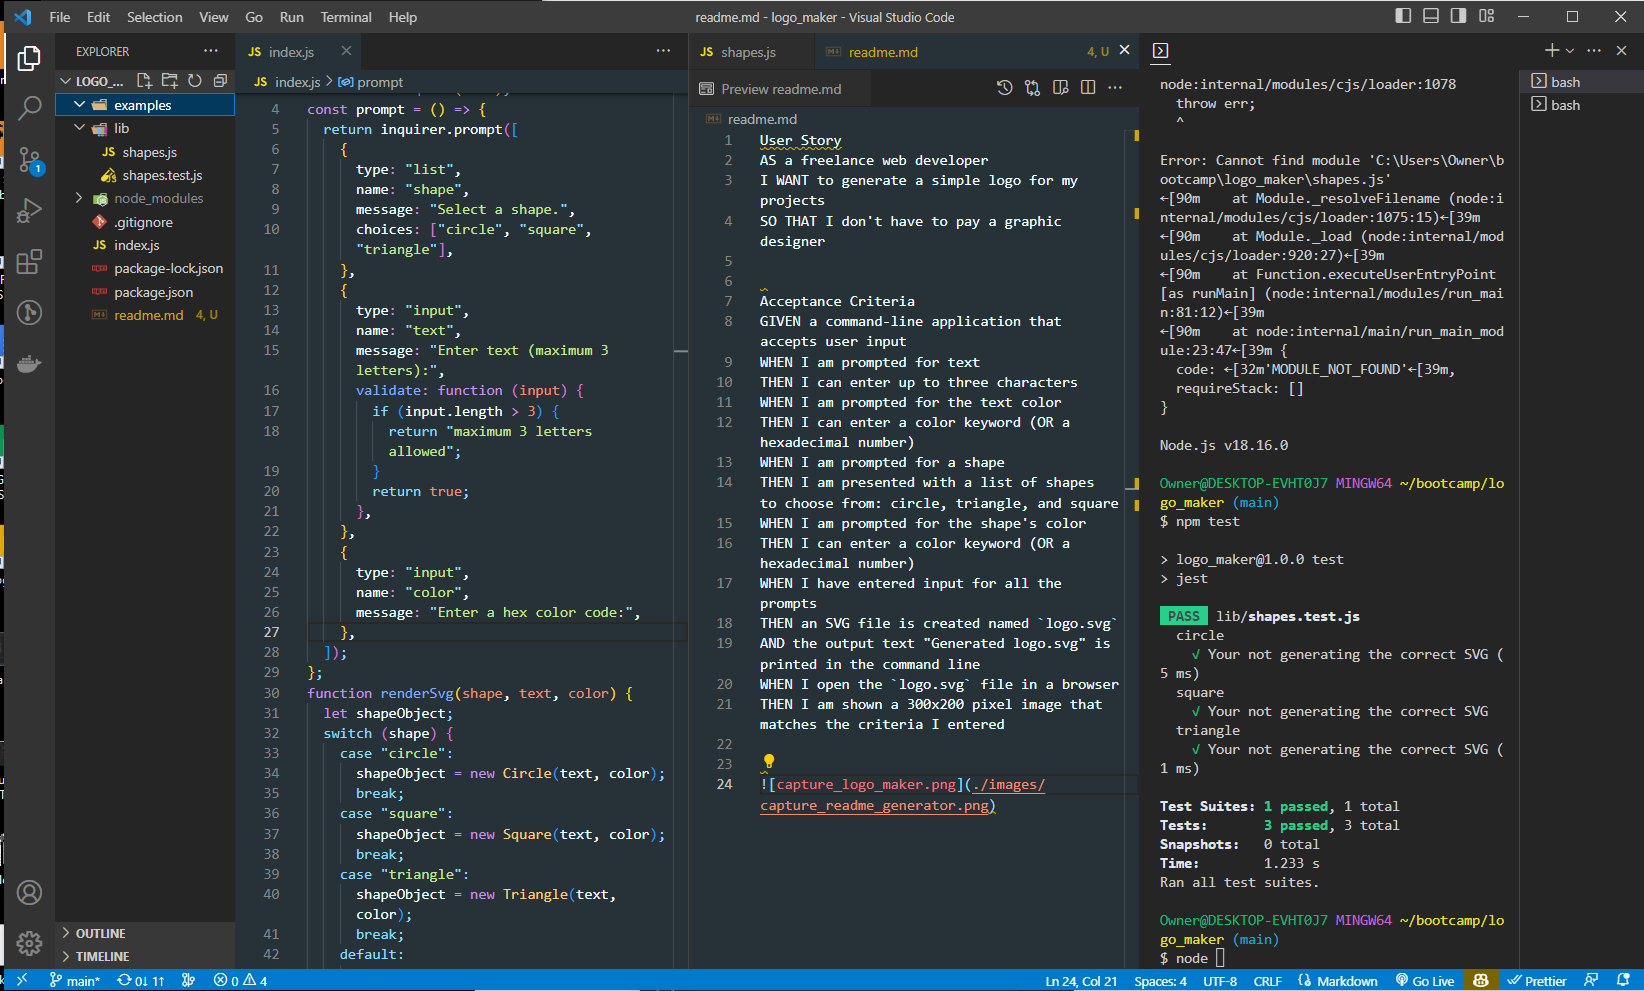 File Edit Selection View Go Run Terminal Help
readme.md - logo_maker - Visual Studio Code
EXPLORER
LOGO_...
examples
lib
JS shapes.js
shapes.test.js
node_modules
.gitignore
JS index.js
package-lock.json
package.json
readme.md 4, U
OUTLINE
TIMELINE
1
JS index.js
JS index.js > prompt
4 const prompt = () => {
5 return inquirer.prompt([
6 {
7 type: "list",
8 name: "shape",
9 message: "Select a shape.",
10 choices: ["circle", "square",
"triangle"],
11 },
12 {
13 type: "input",
14 name: "text",
15 message: "Enter text (maximum 3
letters):",
16 validate: function (input) {
17 if (input.length > 3) {
18 return "maximum 3 letters
allowed";
19 }
20 return true;
21 },
22 },
23 {
24 type: "input",
25 name: "color",
26 message: "Enter a hex color code:",
27 },
28 ]);
29 };
30 function renderSvg(shape, text, color) {
31 let shapeObject;
32 switch (shape) {
33 case "circle":
34 shapeObject = new Circle(text, color);
35 break;
36 case "square":
37 shapeObject = new Square(text, color);
38 break;
39 case "triangle":
40 shapeObject = new Triangle(text,
color);
41 break;
42 default:
JS shapes.js
readme.md 4, U
Preview readme.md
readme.md
1 User Story
2 AS a freelance web developer
3 I WANT to generate a simple logo for my
projects
4 SO THAT I don't have to pay a graphic
designer
5
6
7 Acceptance Criteria
8 GIVEN a command-line application that
accepts user input
9 WHEN I am prompted for text
10 THEN I can enter up to three characters
11 WHEN I am prompted for the text color
12 THEN I can enter a color keyword (OR a
hexadecimal number)
13 WHEN I am prompted for a shape
14 THEN I am presented with a list of shapes
to choose from: circle, triangle, and square
15 WHEN I am prompted for the shape's color
16 THEN I can enter a color keyword (OR a
hexadecimal number)
17 WHEN I have entered input for all the
prompts
18 THEN an SVG file is created named `logo.svg`
19 AND the output text "Generated logo.svg" is
printed in the command line
20 WHEN I open the `logo.svg` file in a browser
21 THEN I am shown a 300x200 pixel image that
matches the criteria I entered
22
23
24 ![capture_logo_maker.png](./images/
capture_readme_generator.png)
node:internal/modules/cjs/loader:1078
throw err;
^
Error: Cannot find module 'C:\Users\Owner\b
ootcamp\logo_maker\shapes.js'
←[90m at Module._resolveFilename (node:i
nternal/modules/cjs/loader:1075:15)←[39m
←[90m at Module._load (node:internal/mod
ules/cjs/loader:920:27)←[39m
←[90m at Function.executeUserEntryPoint
[as runMain] (node:internal/modules/run_mai
n:81:12)←[39m
←[90m at node:internal/main/run_main_mod
ule:23:47←[39m {
code: ←[32m'MODULE_NOT_FOUND'←[39m,
requireStack: []
}
Node.js v18.16.0
Owner@DESKTOP-EVHT0J7 MINGW64 ~/bootcamp/lo
go_maker (main)
$ npm test
> logo_maker@1.0.0 test
> jest
PASS lib/shapes.test.js
circle
√ Your not generating the correct SVG (
5 ms)
square
√ Your not generating the correct SVG
triangle
√ Your not generating the correct SVG (
1 ms)
Test Suites: 1 passed, 1 total
Tests: 3 passed, 3 total
Snapshots: 0 total
Time: 1.233 s
Ran all test suites.
Owner@DESKTOP-EVHT0J7 MINGW64 ~/bootcamp/lo
go_maker (main)
$ node
bash
bash
main* 0↓ 1↑ 0 4
Ln 24, Col 21 Spaces: 4 UTF-8 CRLF Markdown Go Live Prettier